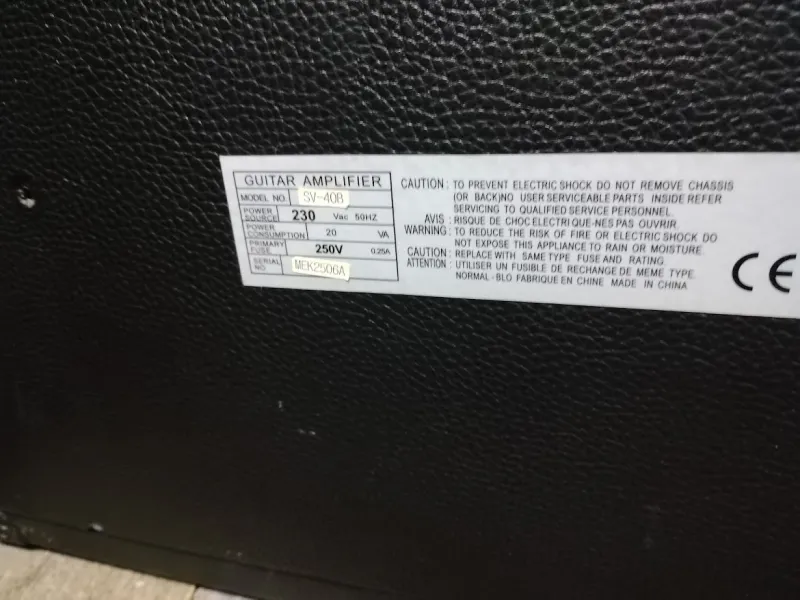 GUITAR AMPLIFIER
MODEL NO. SV-40B
POWER SOURCE 230 Vac 50HZ
POWER CONSUMPTION 20 VA
PRIMARY FUSE 250V 0.25A
SERIAL NO. MEK2506A
CAUTION : TO PREVENT ELECTRIC SHOCK DO NOT REMOVE CHASSIS
(OR BACK)NO USER SERVICEABLE PARTS INSIDE REFER
SERVICING TO QUALIFIED SERVICE PERSONNEL.
AVIS : RISQUE DE CHOC ELECTRI QUE-NES PAS OUVRIR.
WARNING : TO REDUCE THE RISK OF FIRE OR ELECTRIC SHOCK DO
NOT EXPOSE THIS APPLIANCE TO RAIN OR MOISTURE.
CAUTION : REPLACE WITH SAME TYPE FUSE AND RATING.
ATTENTION : UTILISER UN FUSIBLE DE RECHANGE DE MEME TYPE.
NORMAL-BLO FABRIQUE EN CHINE MADE IN CHINA
CE